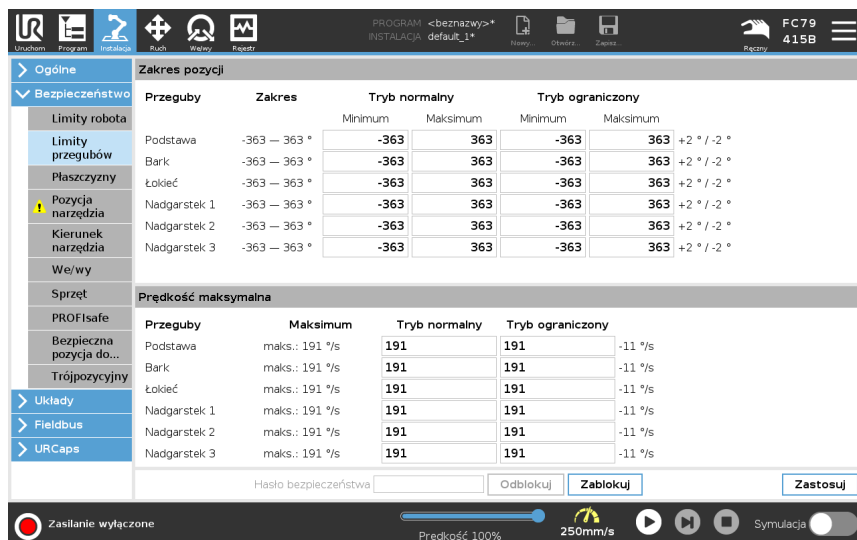 UR PROGRAM <beznazwy>* FC79
INSTALACJA default_1* 415B
Uruchom Program Instalacja Ruch We/wy Rejestr Nowy... Otwórz... Zapisz... Ręczny
Ogólne
Bezpieczeństwo
Limity robota
Limity
przegubów
Płaszczyzny
Pozycja
narzędzia
Kierunek
narzędzia
We/wy
Sprzęt
PROFIsafe
Bezpieczna
pozycja do...
Trójpozycyjny
Układy
Fieldbus
URCaps
Zakres pozycji
Przeguby Zakres Tryb normalny Tryb ograniczony
Minimum Maksimum Minimum Maksimum
Podstawa -363 — 363 ° -363 363 -363 363 +2 ° / -2 °
Bark -363 — 363 ° -363 363 -363 363 +2 ° / -2 °
Łokieć -363 — 363 ° -363 363 -363 363 +2 ° / -2 °
Nadgarstek 1 -363 — 363 ° -363 363 -363 363 +2 ° / -2 °
Nadgarstek 2 -363 — 363 ° -363 363 -363 363 +2 ° / -2 °
Nadgarstek 3 -363 — 363 ° -363 363 -363 363 +2 ° / -2 °
Prędkość maksymalna
Przeguby Maksimum Tryb normalny Tryb ograniczony
Podstawa maks.: 191 °/s 191 191 -11 °/s
Bark maks.: 191 °/s 191 191 -11 °/s
Łokieć maks.: 191 °/s 191 191 -11 °/s
Nadgarstek 1 maks.: 191 °/s 191 191 -11 °/s
Nadgarstek 2 maks.: 191 °/s 191 191 -11 °/s
Nadgarstek 3 maks.: 191 °/s 191 191 -11 °/s
Hasło bezpieczeństwa Odblokuj Zablokuj Zastosuj
Zasilanie wyłączone Prędkość 100% 250mm/s Symulacja